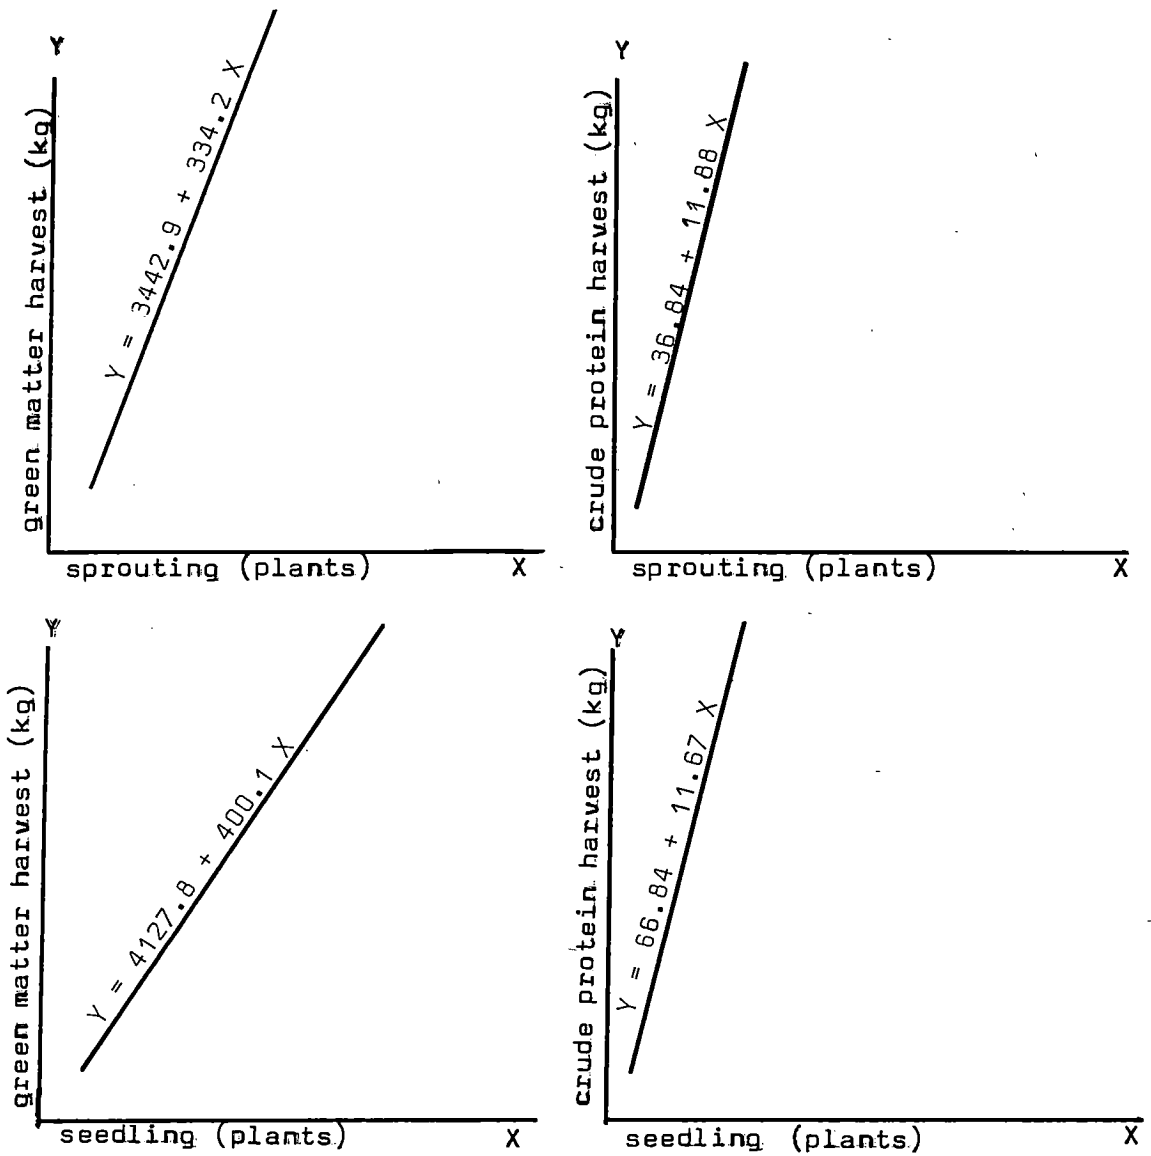 Y
green matter harvest (kg)
Y = 3442.9 + 334.2 X
sprouting (plants) X
Y
crude protein harvest (kg)
Y = 36.84 + 11.88 X
sprouting (plants) X
Y
green matter harvest (kg)
Y = 4127.8 + 400.1 X
seedling (plants) X
Y
crude protein harvest (kg)
Y = 66.84 + 11.67 X
seedling (plants) X